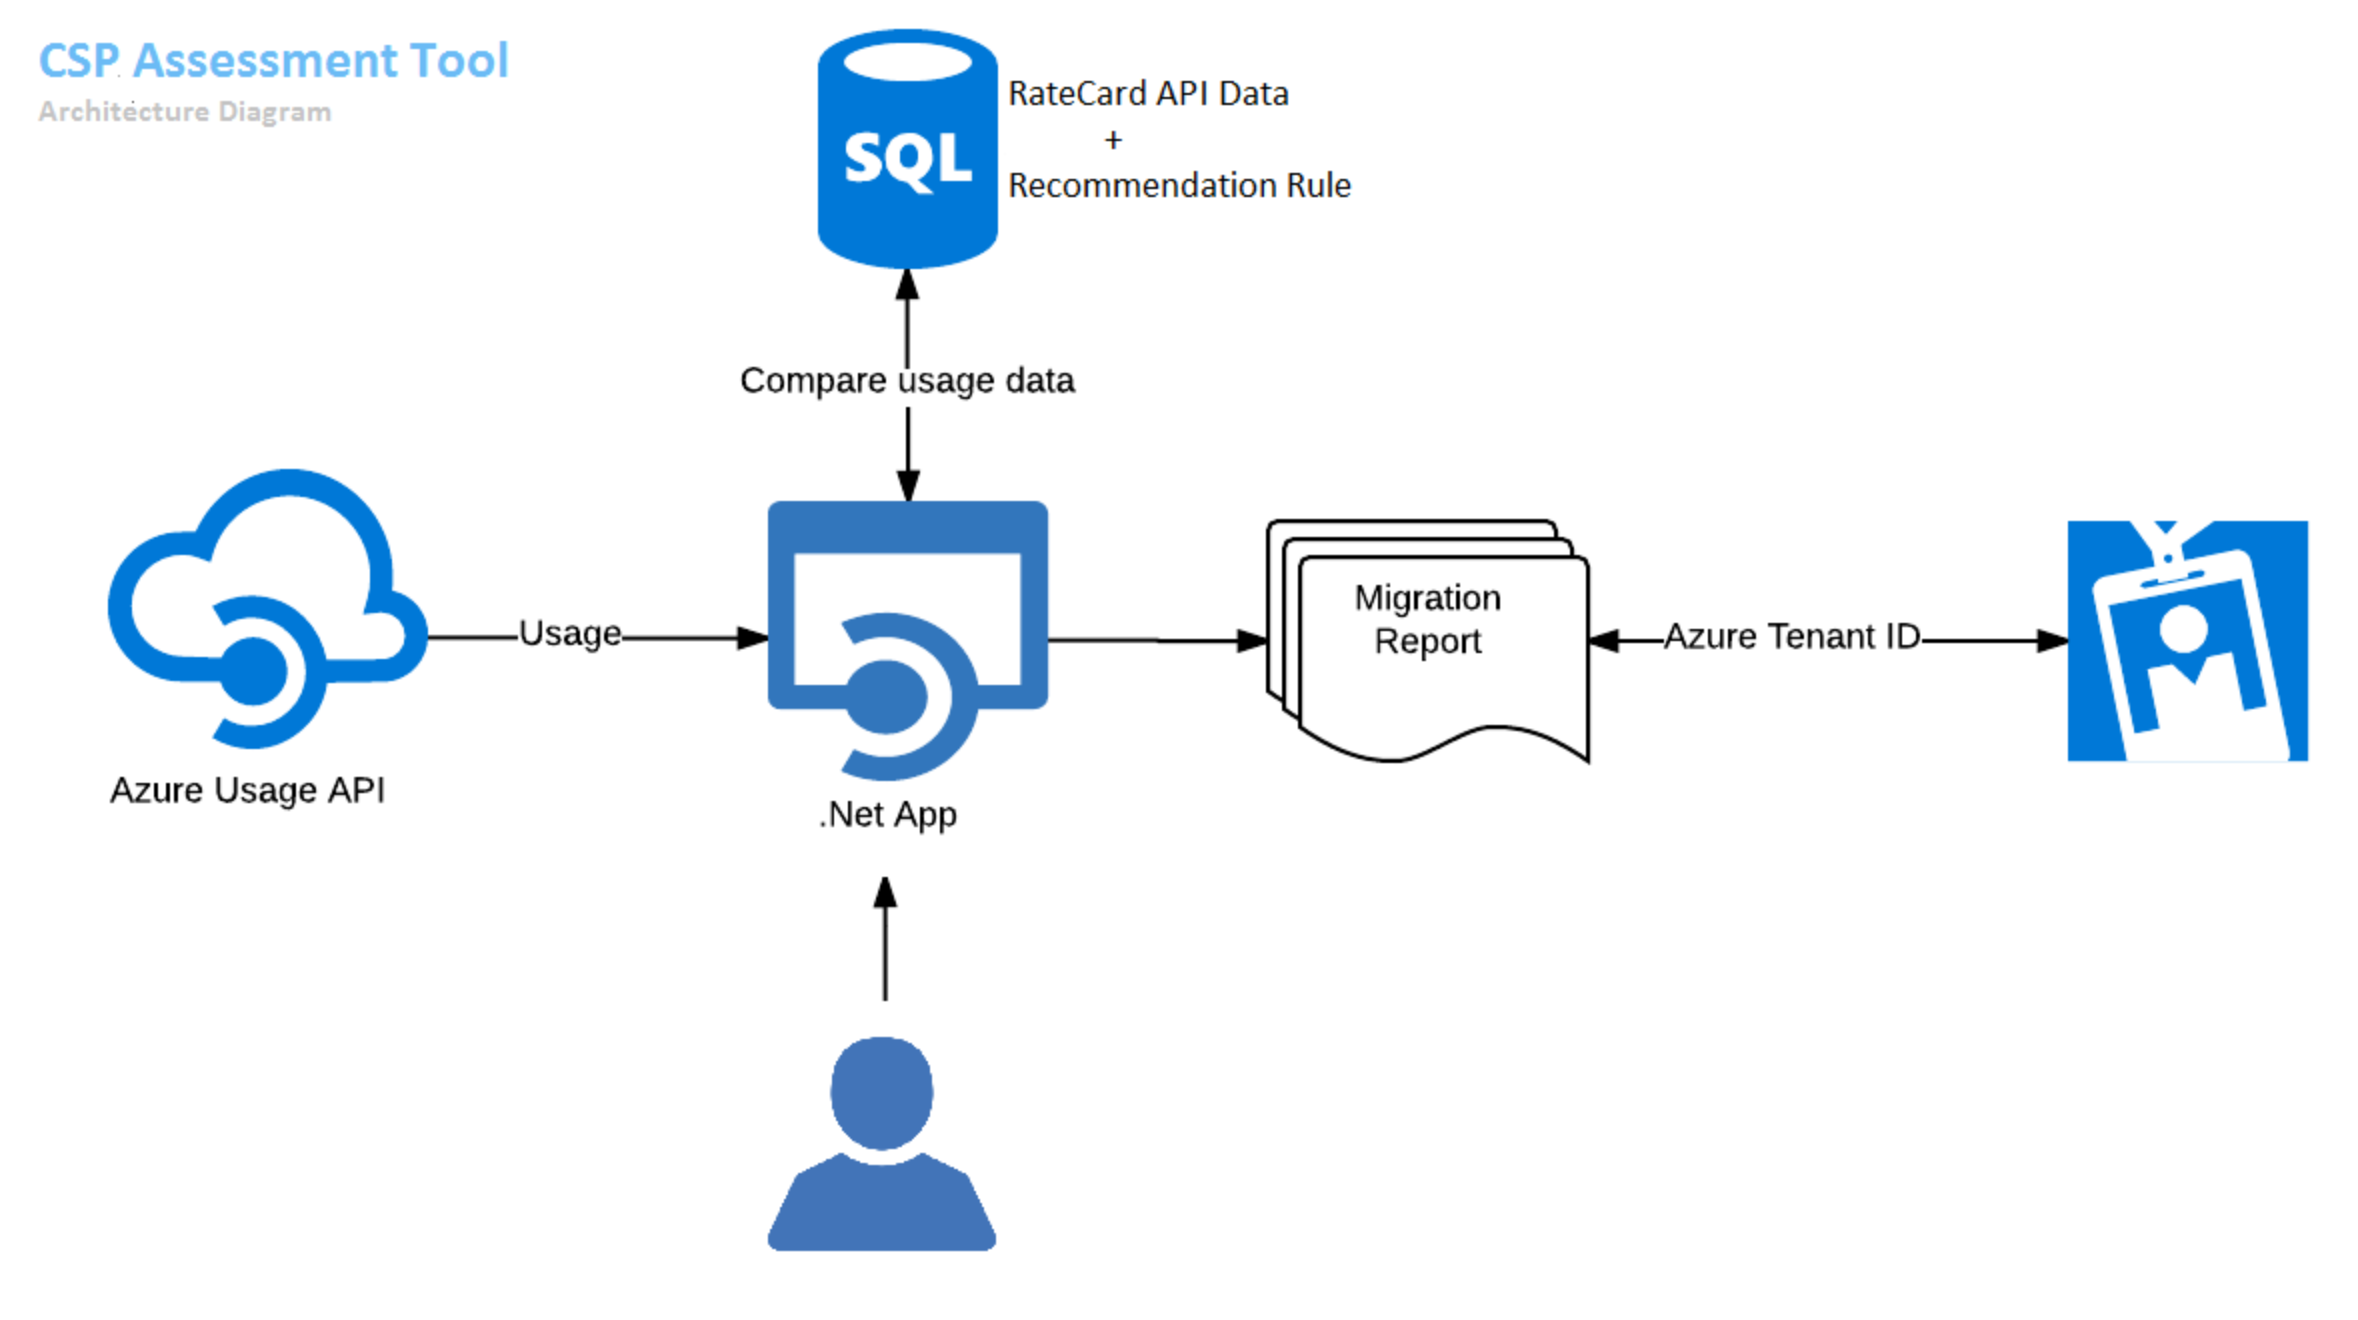 CSP Assessment Tool
Architecture Diagram
SQL
RateCard API Data
+
Recommendation Rule
Compare usage data
Usage
Migration
Report
Azure Tenant ID
Azure Usage API
.Net App